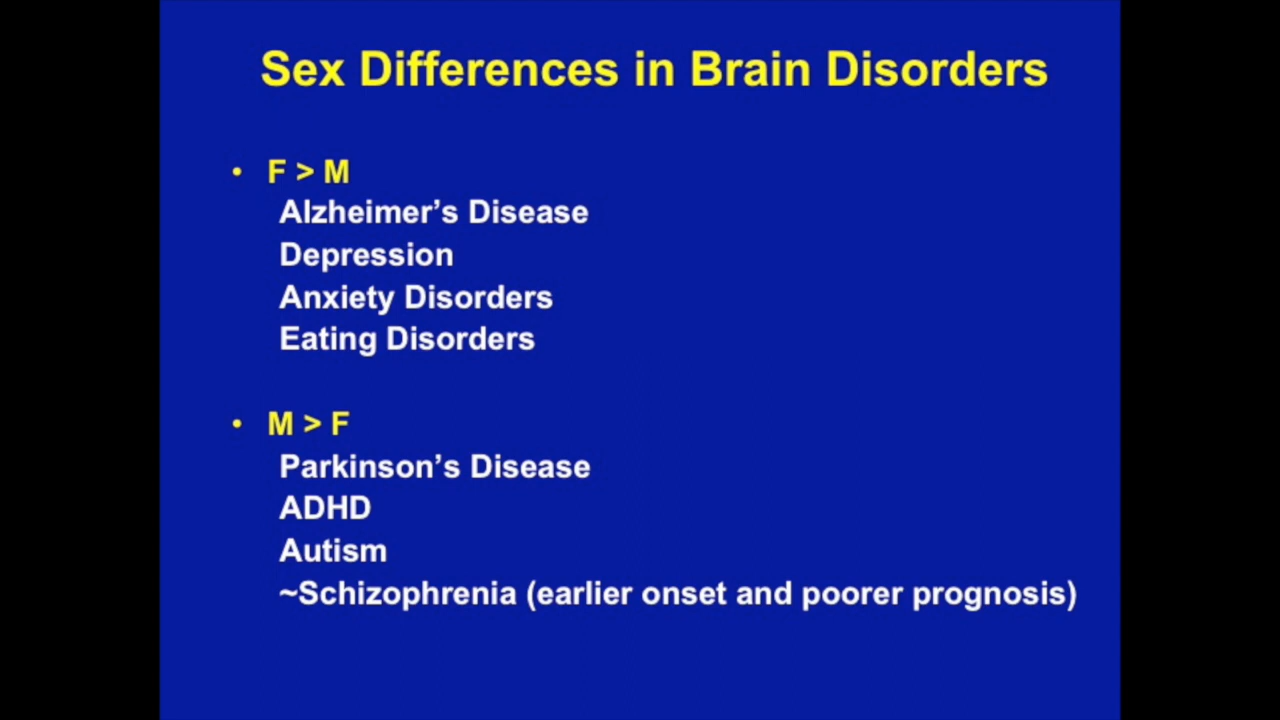 Sex Differences in Brain Disorders
• F > M
Alzheimer’s Disease
Depression
Anxiety Disorders
Eating Disorders
• M > F
Parkinson’s Disease
ADHD
Autism
~Schizophrenia (earlier onset and poorer prognosis)